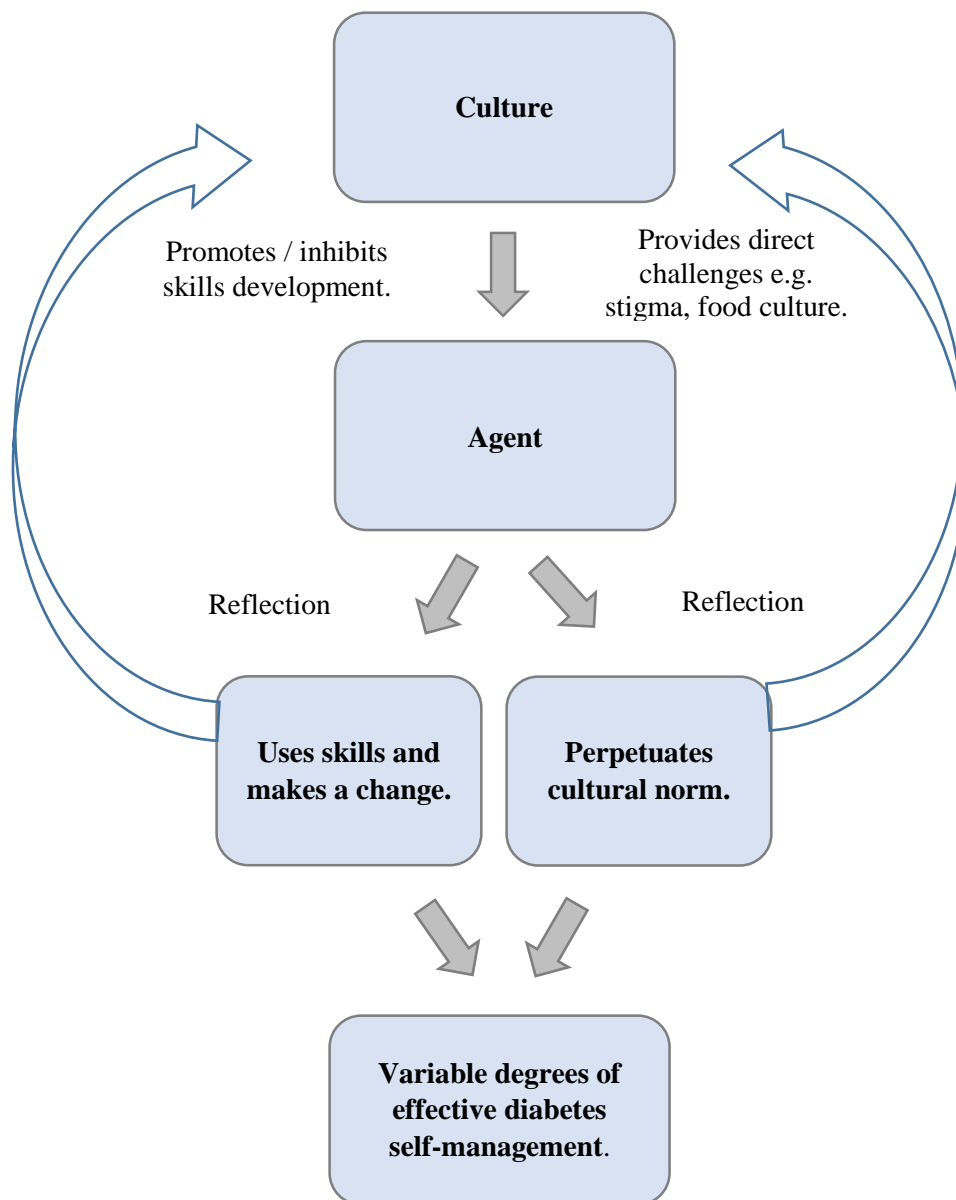 Culture
Promotes / inhibits
skills development.
Provides direct
challenges e.g.
stigma, food culture.
Agent
Reflection
Reflection
Uses skills and
makes a change.
Perpetuates
cultural norm.
Variable degrees of
effective diabetes
self-management.